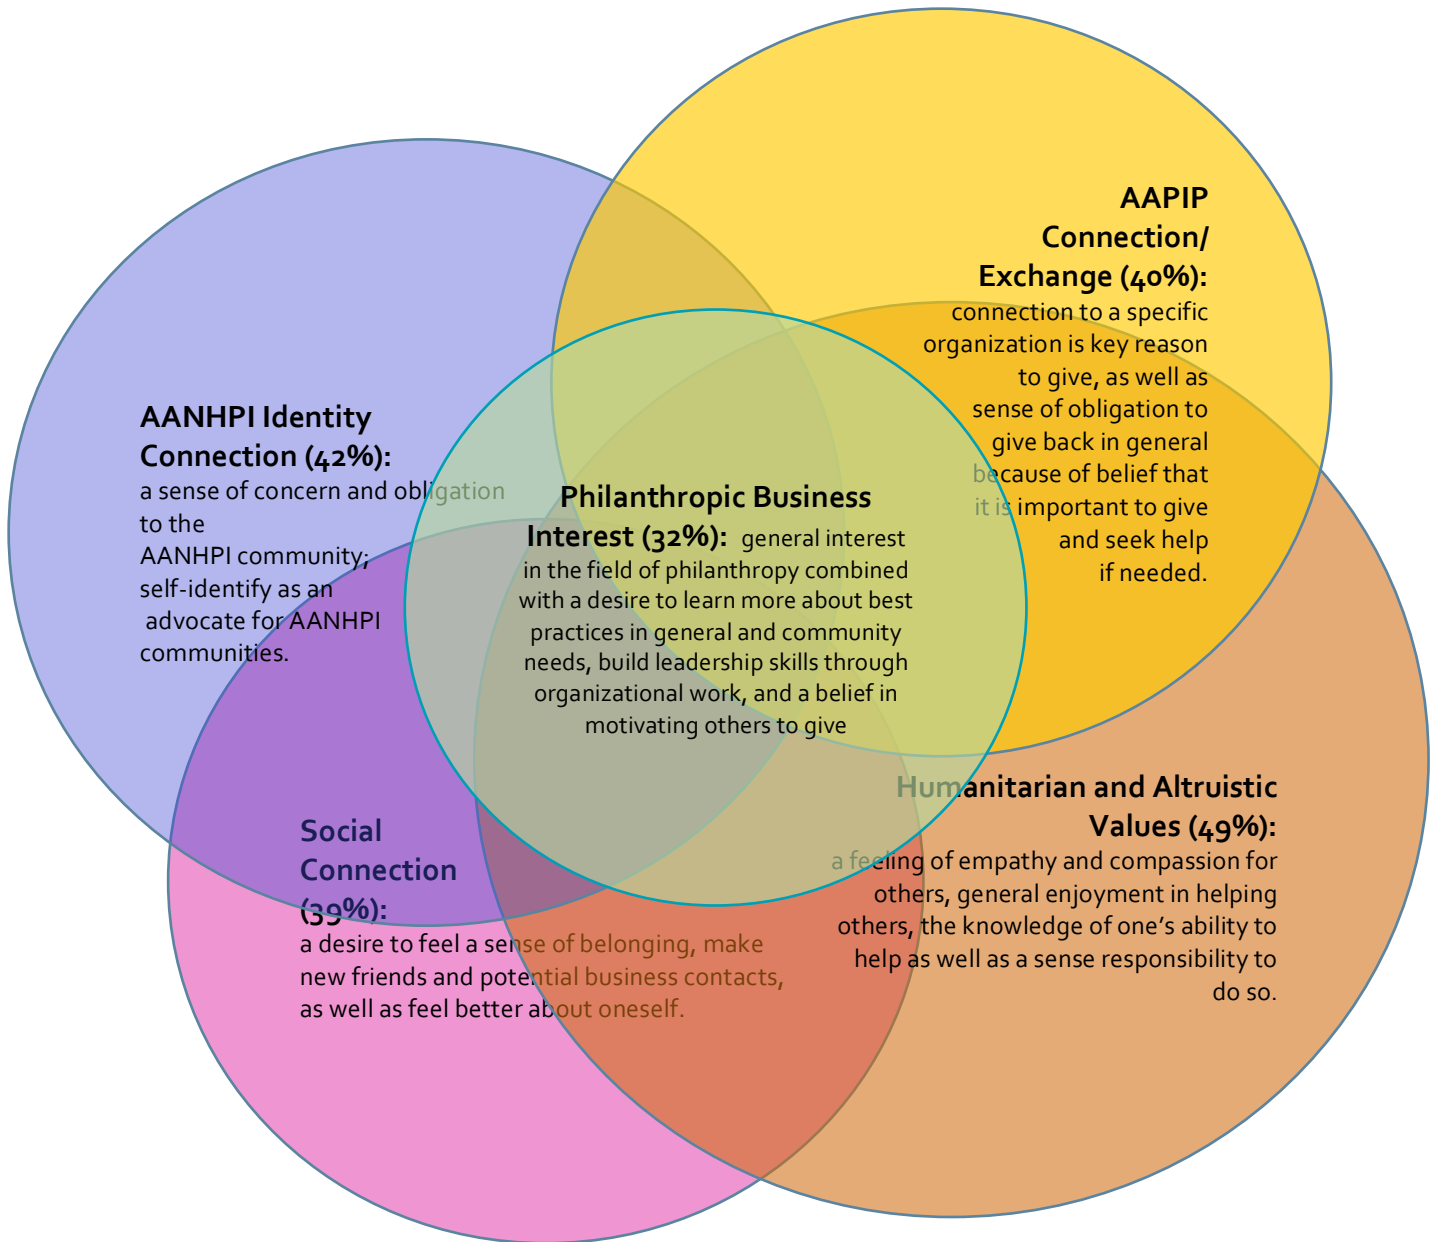 AAPIP
Connection/
Exchange (40%):
connection to a specific
organization is key reason
to give, as well as
sense of obligation to
give back in general
because of belief that
it is important to give
and seek help
if needed.
AANHPI Identity
Connection (42%):
a sense of concern and obligation
to the
AANHPI community;
self-identify as an
advocate for AANHPI
communities.
Philanthropic Business
Interest (32%): general interest
in the field of philanthropy combined
with a desire to learn more about best
practices in general and community
needs, build leadership skills through
organizational work, and a belief in
motivating others to give
Social
Connection
(39%):
a desire to feel a sense of belonging, make
new friends and potential business contacts,
as well as feel better about oneself.
Humanitarian and Altruistic
Values (49%):
a feeling of empathy and compassion for
others, general enjoyment in helping
others, the knowledge of one's ability to
help as well as a sense responsibility to
do so.